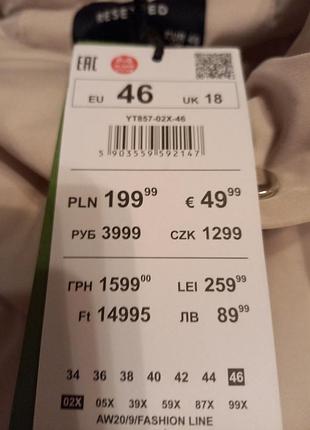 RESERVED
EAC
EU 46 UK 18
YT857-02X-46
5 903559 592147
PLN 199⁹⁹ € 49⁹⁹
РУБ 3999 CZK 1299
ГРН 1599⁰⁰ LEI 259⁹⁹
Ft 14995 ЛВ 89⁹⁹
34 36 38 40 42 44 46
02X 05X 39X 59X 87X 99X
AW20/9/FASHION LINE